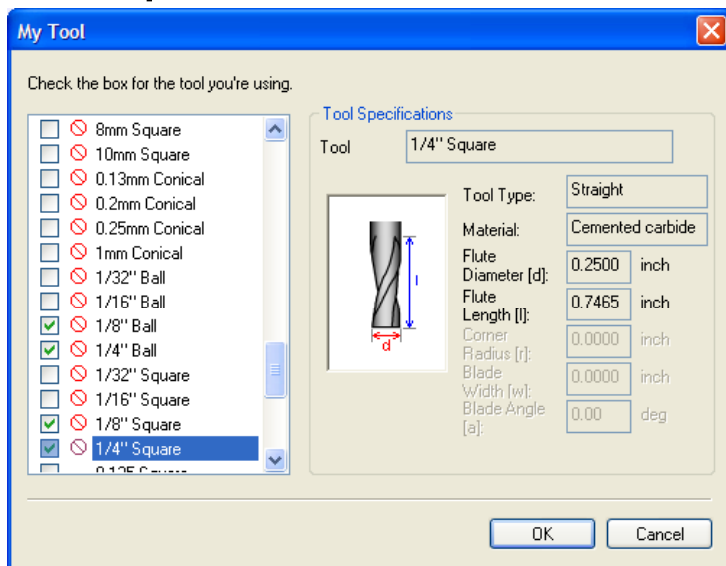 My Tool
Check the box for the tool you're using.
8mm Square
10mm Square
0.13mm Conical
0.2mm Conical
0.25mm Conical
1mm Conical
1/32" Ball
1/16" Ball
1/8" Ball
1/4" Ball
1/32" Square
1/16" Square
1/8" Square
1/4" Square
Tool Specifications
Tool 1/4" Square
l
d
Tool Type: Straight
Material: Cemented carbide
Flute
Diameter [d]: 0.2500 inch
Flute
Length [l]: 0.7465 inch
Corner
Radius [r]: 0.0000 inch
Blade
Width [w]: 0.0000 inch
Blade Angle
[a]: 0.00 deg
OK Cancel